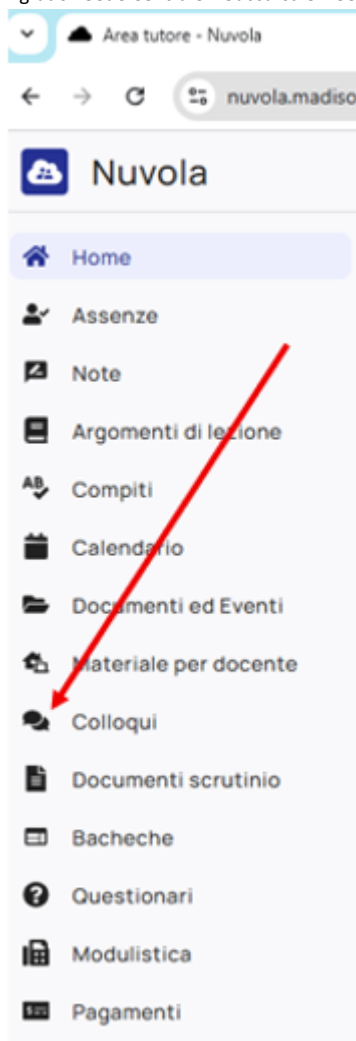 Area tutore - Nuvola
nuvola.madiso
Nuvola
Home
Assenze
Note
Argomenti di lezione
AB Compiti
Calendario
Documenti ed Eventi
Materiale per docente
Colloqui
Documenti scrutinio
Bacheche
Questionari
Modulistica
Pagamenti